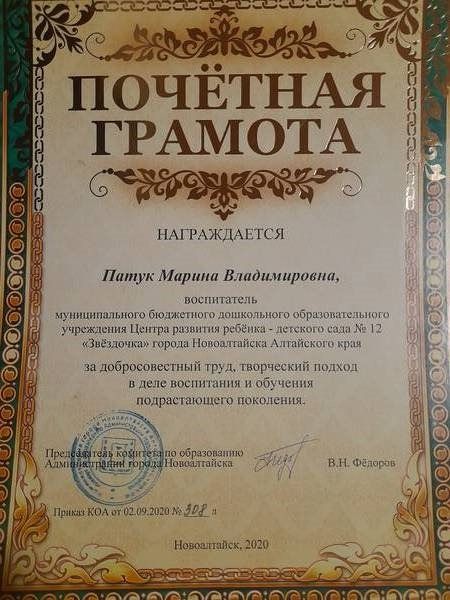 ПОЧЁТНАЯ
ГРАМОТА
НАГРАЖДАЕТСЯ
Патук Марина Владимировна,
воспитатель
муниципального бюджетного дошкольного образовательного
учреждения Центра развития ребёнка - детского сада № 12
«Звёздочка» города Новоалтайска Алтайского края
за добросовестный труд, творческий подход
в деле воспитания и обучения
подрастающего поколения.
Председатель комитета по образованию
Администрации города Новоалтайска
В.Н. Фёдоров
Приказ КОА от 02.09.2020 № 308 л
Новоалтайск, 2020